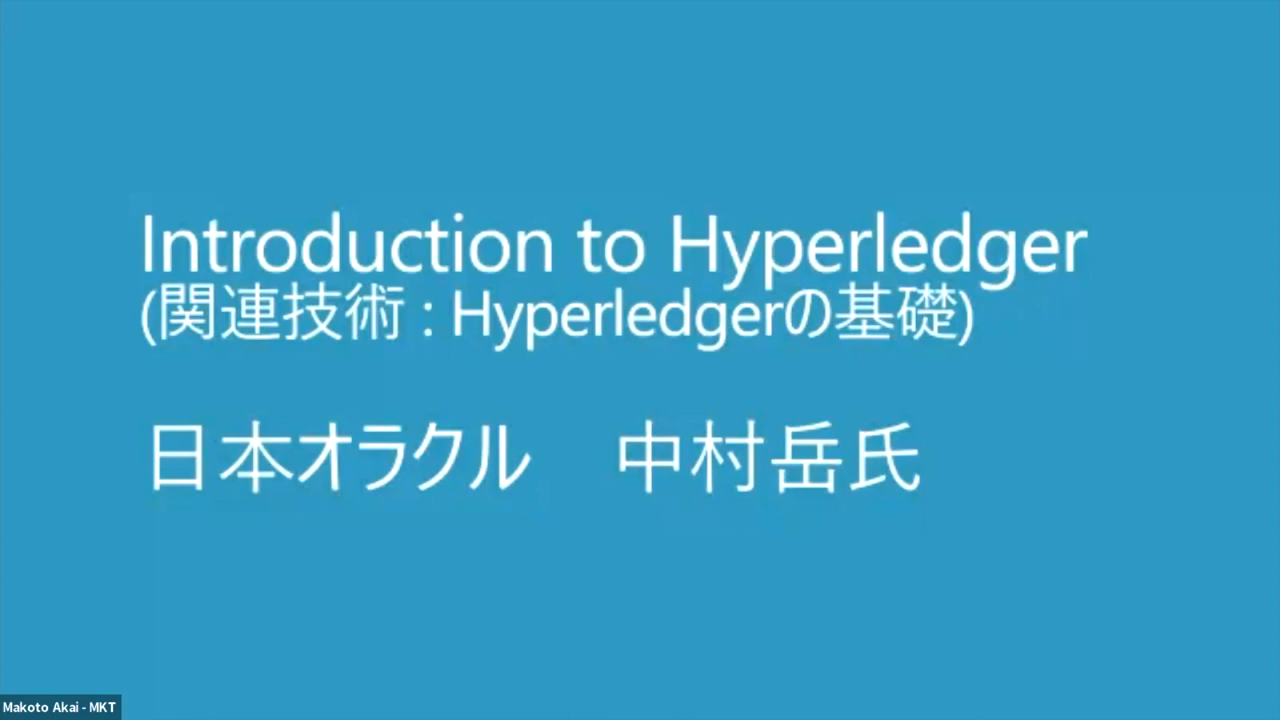 Introduction to Hyperledger
(関連技術 : Hyperledgerの基礎)
日本オラクル　中村岳氏
Makoto Akai - MKT